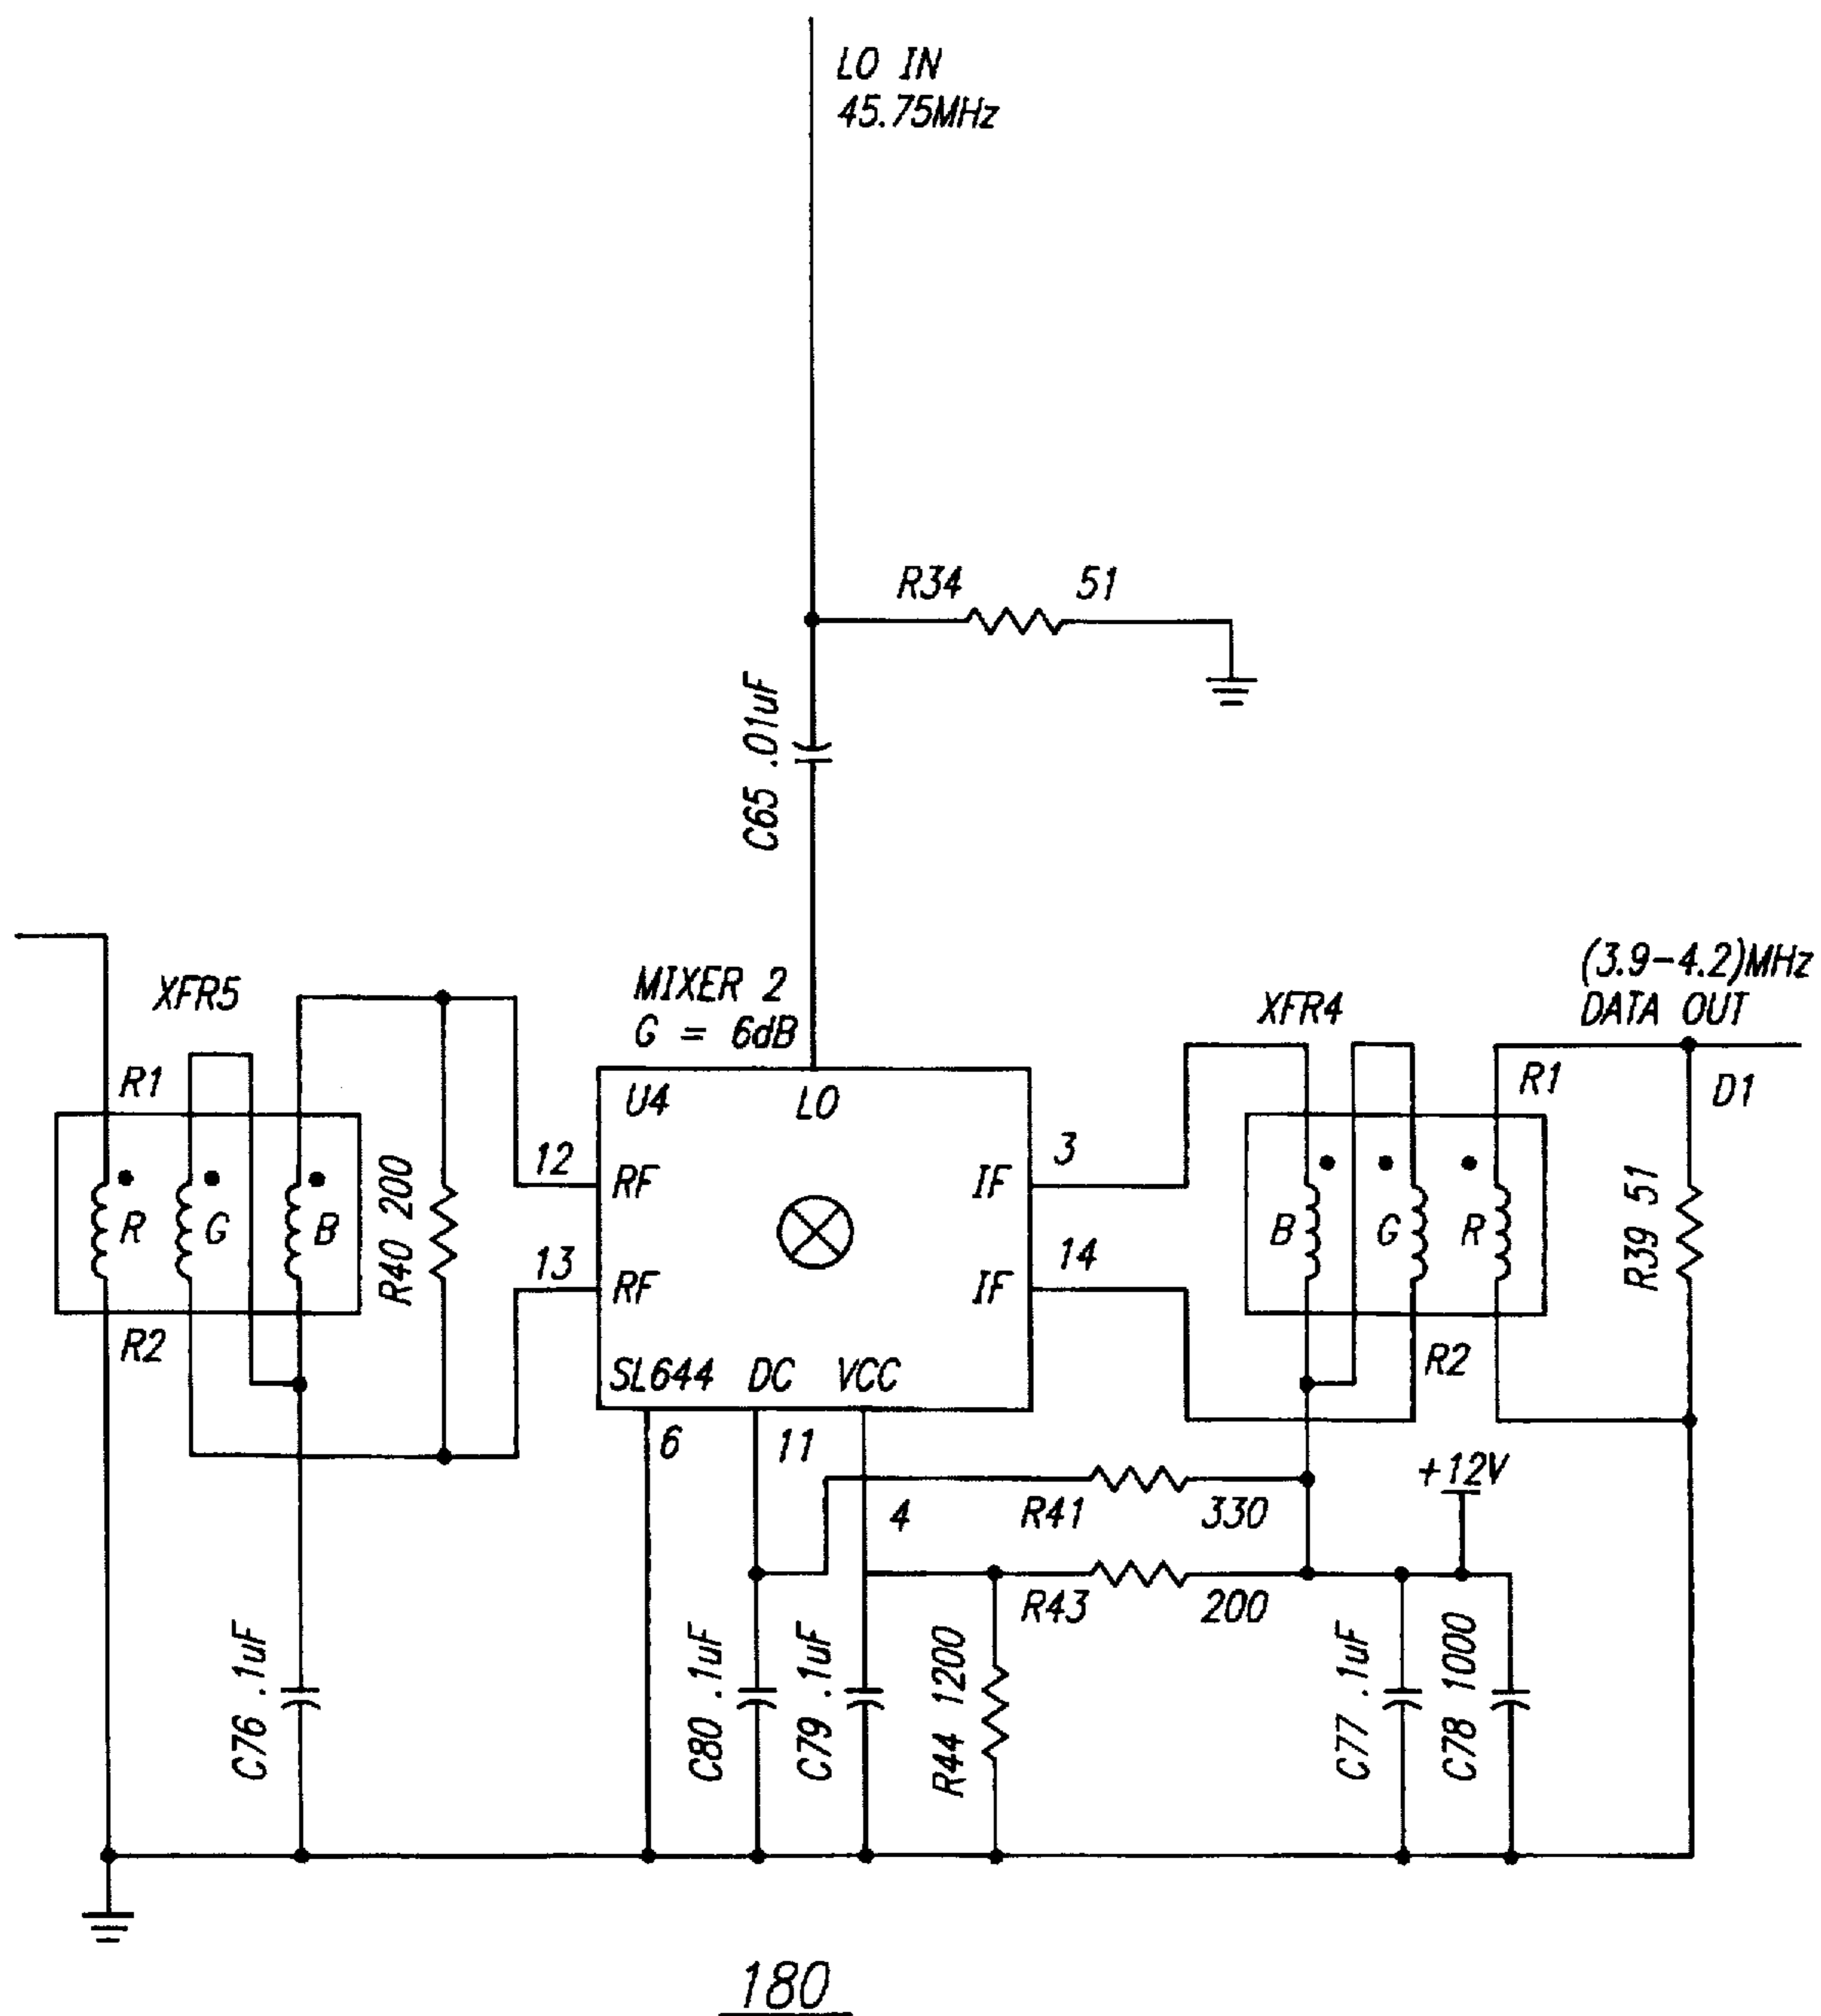 LO IN
45.75MHz
R34 51
C65 .01uF
(3.9-4.2)MHz
DATA OUT
XFR5
MIXER 2
G = 6dB
XFR4
R1
U4
LO
R1
D1
12
RF
IF
3
R
G
B
R40 200
B
G
R
R39 51
13
RF
IF
14
R2
SL644
DC
VCC
R2
6
11
4
+12V
R41 330
R43 200
C76 .1uF
C80 .1uF
C79 .1uF
R44 1200
C77 .1uF
C78 1000
180